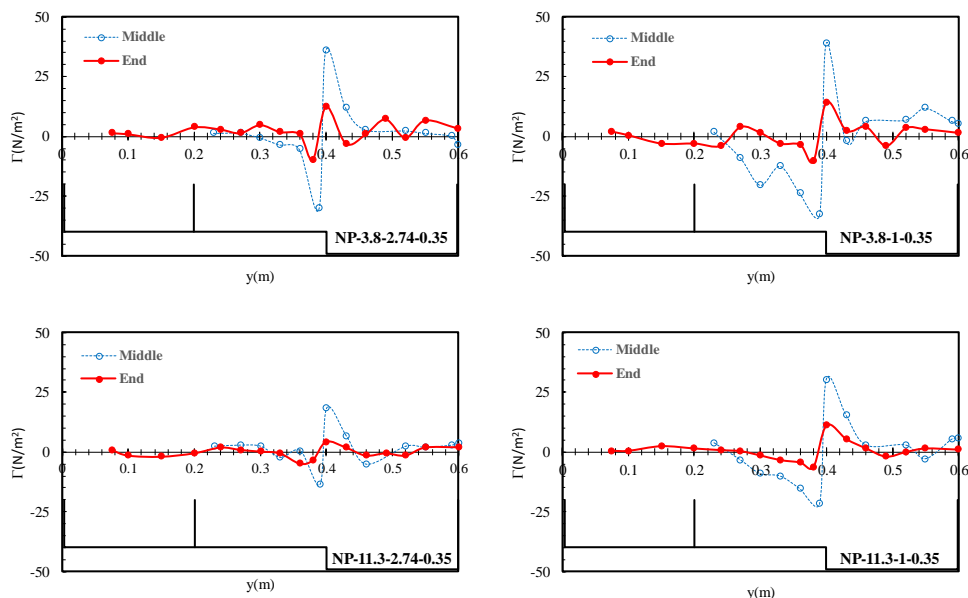 50
25
0
-25
-50
Γ(N/m²)
Middle
End
0 0.1 0.2 0.3 0.4 0.5 0.6
NP-3.8-2.74-0.35
y(m)
50
25
0
-25
-50
Γ(N/m²)
Middle
End
0 0.1 0.2 0.3 0.4 0.5 0.6
NP-3.8-1-0.35
y(m)
50
25
0
-25
-50
Γ(N/m²)
Middle
End
0 0.1 0.2 0.3 0.4 0.5 0.6
NP-11.3-2.74-0.35
y(m)
50
25
0
-25
-50
Γ(N/m²)
Middle
End
0 0.1 0.2 0.3 0.4 0.5 0.6
NP-11.3-1-0.35
y(m)